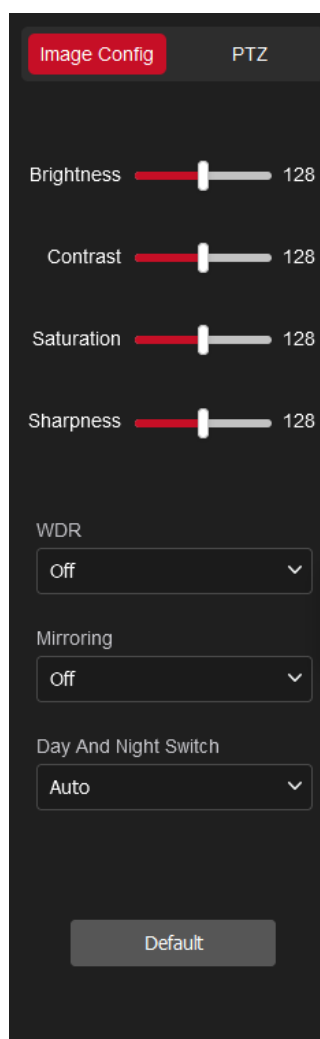 Image Config PTZ
Brightness 128
Contrast 128
Saturation 128
Sharpness 128
WDR
Off
Mirroring
Off
Day And Night Switch
Auto
Default